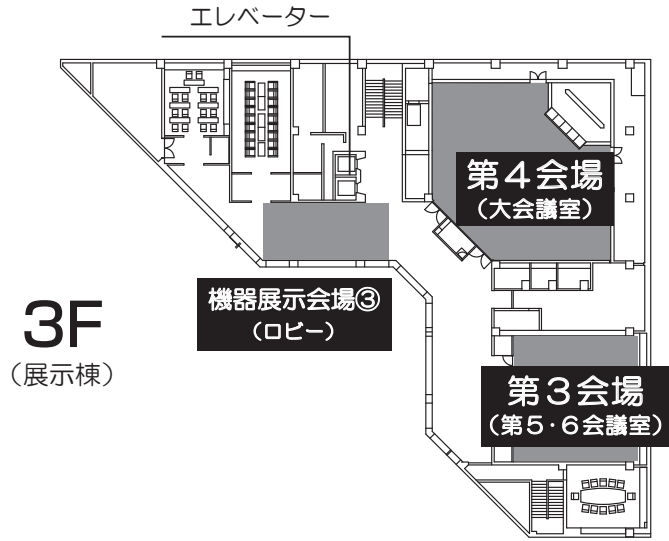 エレベーター
第4会場
（大会議室）
機器展示会場③
（ロビー）
3F
（展示棟）
第3会場
（第5･6会議室）